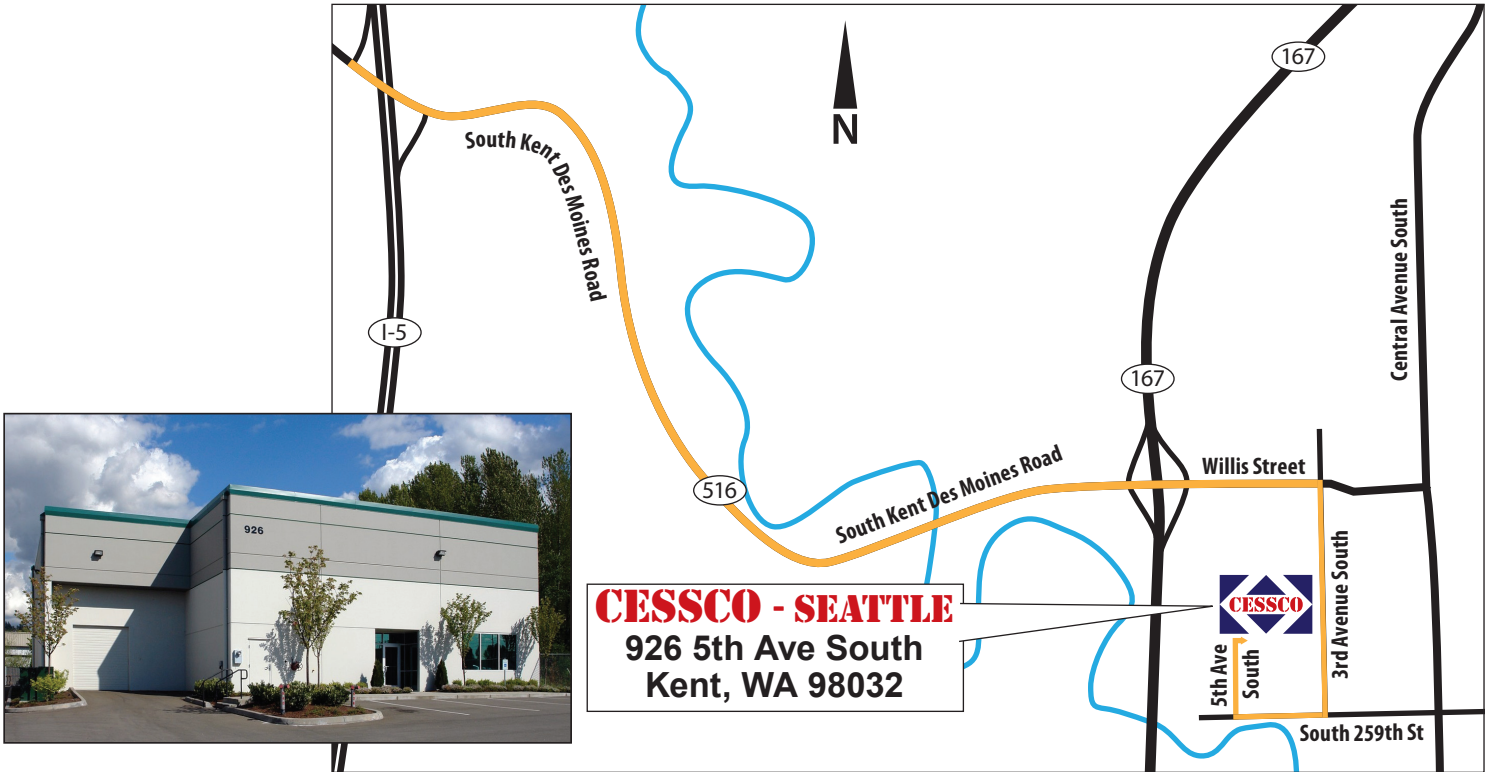 167
N
South Kent Des Moines Road
I-5
Central Avenue South
167
Willis Street
516
South Kent Des Moines Road
926
3rd Avenue South
CESSCO
CESSCO - SEATTLE
926 5th Ave South
Kent, WA 98032
5th Ave
South
South 259th St